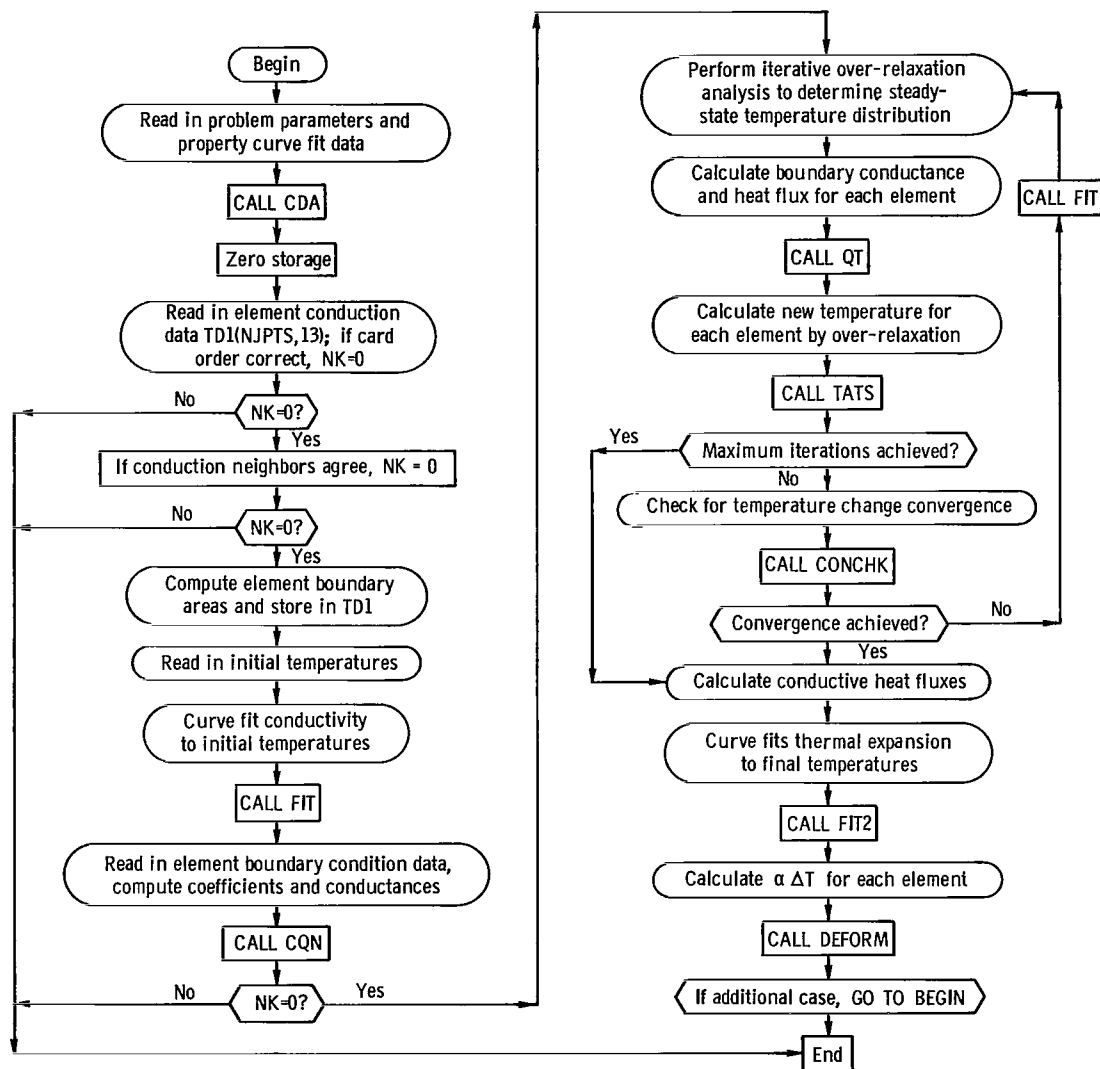 Begin
Read in problem parameters and
property curve fit data
CALL CDA
Zero storage
Read in element conduction
data TD1(NJPTS,13); if card
order correct, NK=0
No
NK=0?
Yes
If conduction neighbors agree, NK = 0
No
NK=0?
Yes
Compute element boundary
areas and store in TD1
Read in initial temperatures
Curve fit conductivity
to initial temperatures
CALL FIT
Read in element boundary condition data,
compute coefficients and conductances
CALL CQN
No
NK=0?
Yes
Perform iterative over-relaxation
analysis to determine steady-
state temperature distribution
Calculate boundary conductance
and heat flux for each element
CALL FIT
CALL QT
Calculate new temperature for
each element by over-relaxation
CALL TATS
Yes
Maximum iterations achieved?
No
Check for temperature change convergence
CALL CONCHK
Convergence achieved?
No
Yes
Calculate conductive heat fluxes
Curve fits thermal expansion
to final temperatures
CALL FIT2
Calculate α ΔT for each element
CALL DEFORM
If additional case, GO TO BEGIN
End